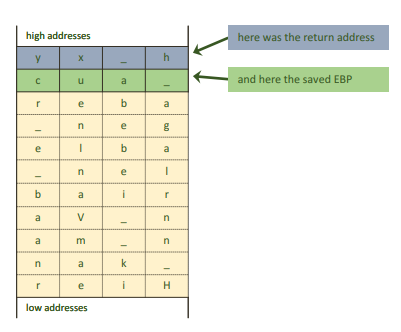 high addresses
y x _ h
c u a _
r e b a
_ n e g
e l b a
_ n e l
b a i r
a V _ n
a m _ n
n a k _
r e i H
low addresses
here was the return address
and here the saved EBP